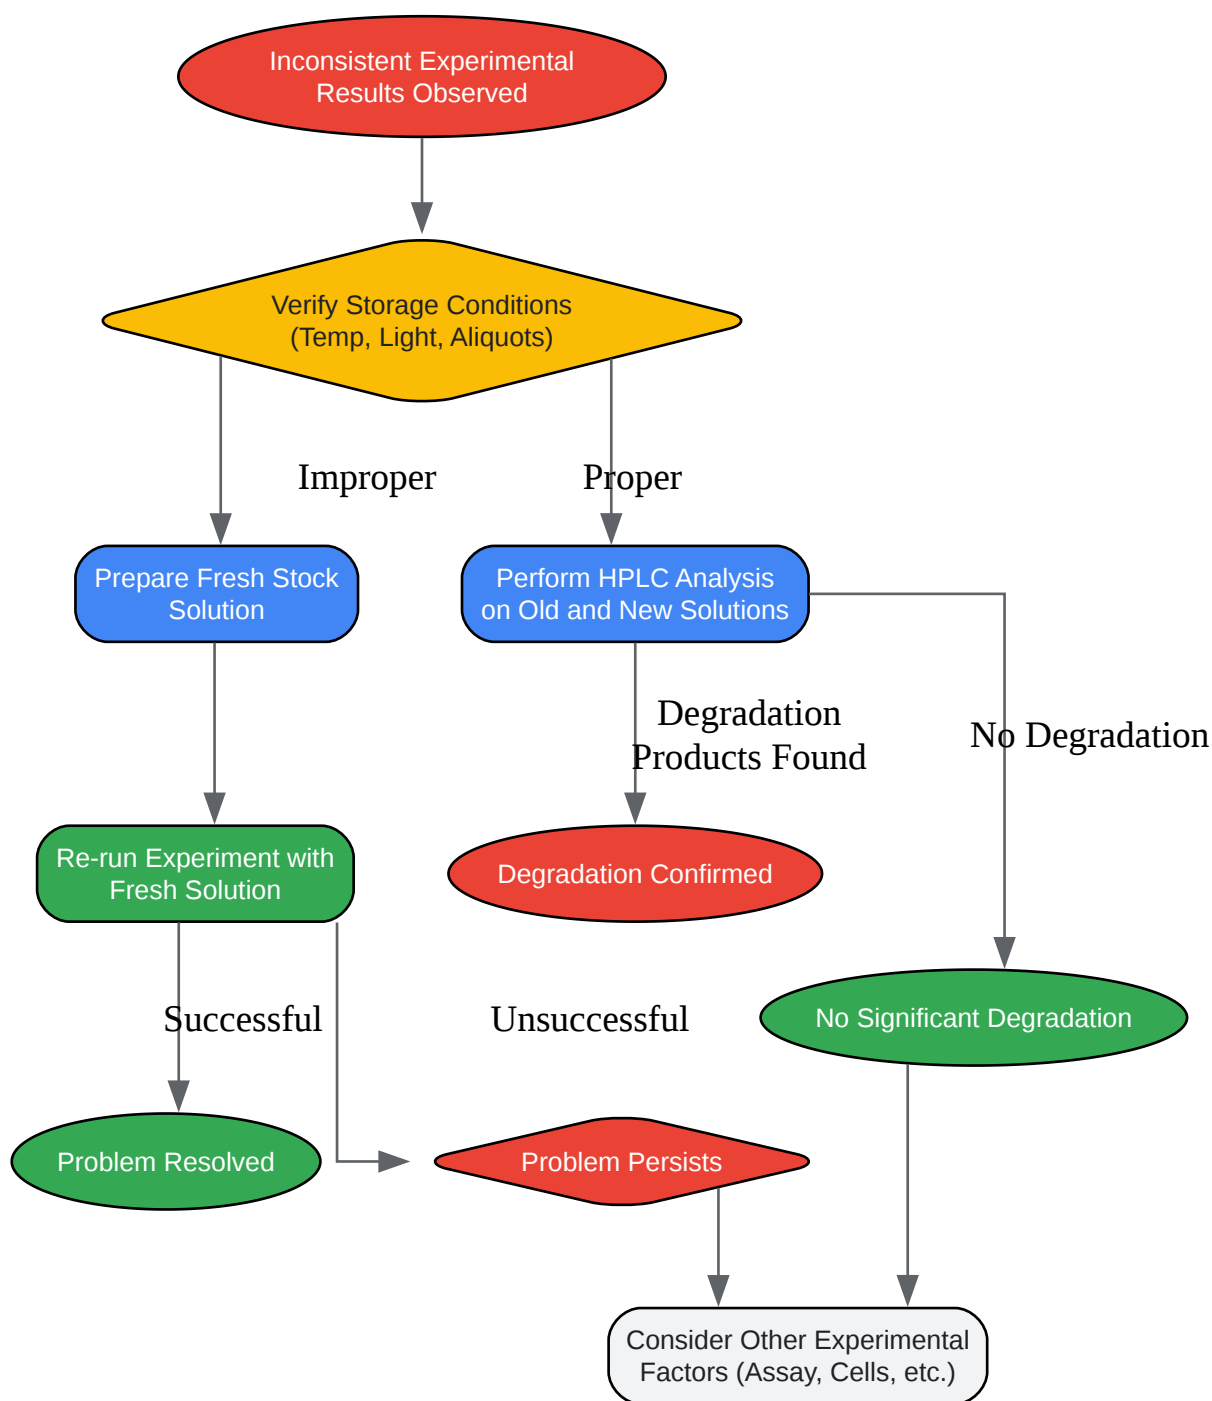 Inconsistent Experimental
Results Observed
Verify Storage Conditions
(Temp, Light, Aliquots)
Improper
Proper
Prepare Fresh Stock
Solution
Perform HPLC Analysis
on Old and New Solutions
Degradation
Products Found
No Degradation
Re-run Experiment with
Fresh Solution
Degradation Confirmed
Successful
Unsuccessful
No Significant Degradation
Problem Resolved
Problem Persists
Consider Other Experimental
Factors (Assay, Cells, etc.)